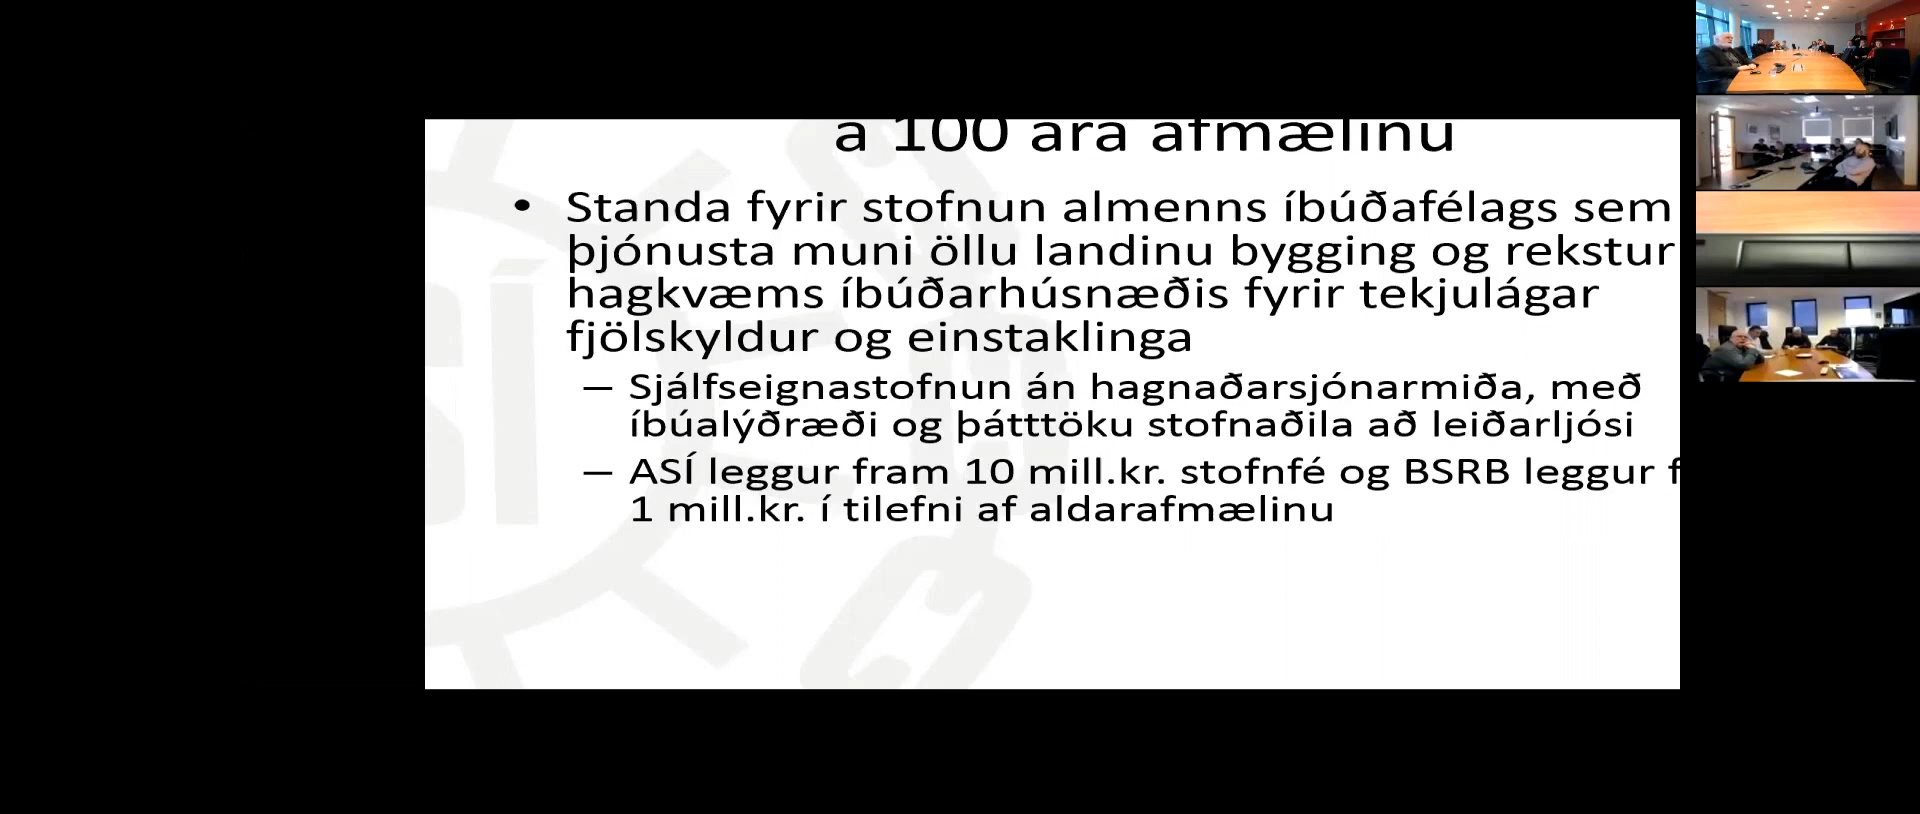 á 100 ára afmælinu
• Standa fyrir stofnun almenns íbúðafélags sem
þjónusta muni öllu landinu bygging og rekstur
hagkvæms íbúðarhúsnæðis fyrir tekjulágar
fjölskyldur og einstaklinga
– Sjálfseignastofnun án hagnaðarsjónarmiða, með
íbúalýðræði og þátttöku stofnaðila að leiðarljósi
– ASÍ leggur fram 10 mill.kr. stofnfé og BSRB leggur f
1 mill.kr. í tilefni af aldarafmælinu